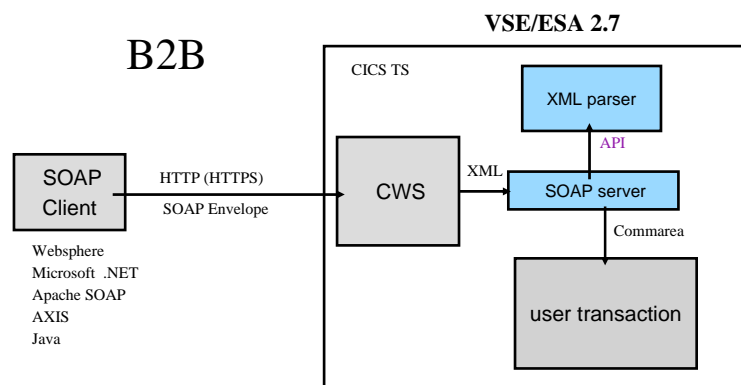 VSE/ESA 2.7
B2B
CICS TS
XML parser
API
SOAP
Client
HTTP (HTTPS)
SOAP Envelope
CWS
XML
SOAP server
Commarea
Websphere
Microsoft .NET
Apache SOAP
AXIS
Java
user transaction